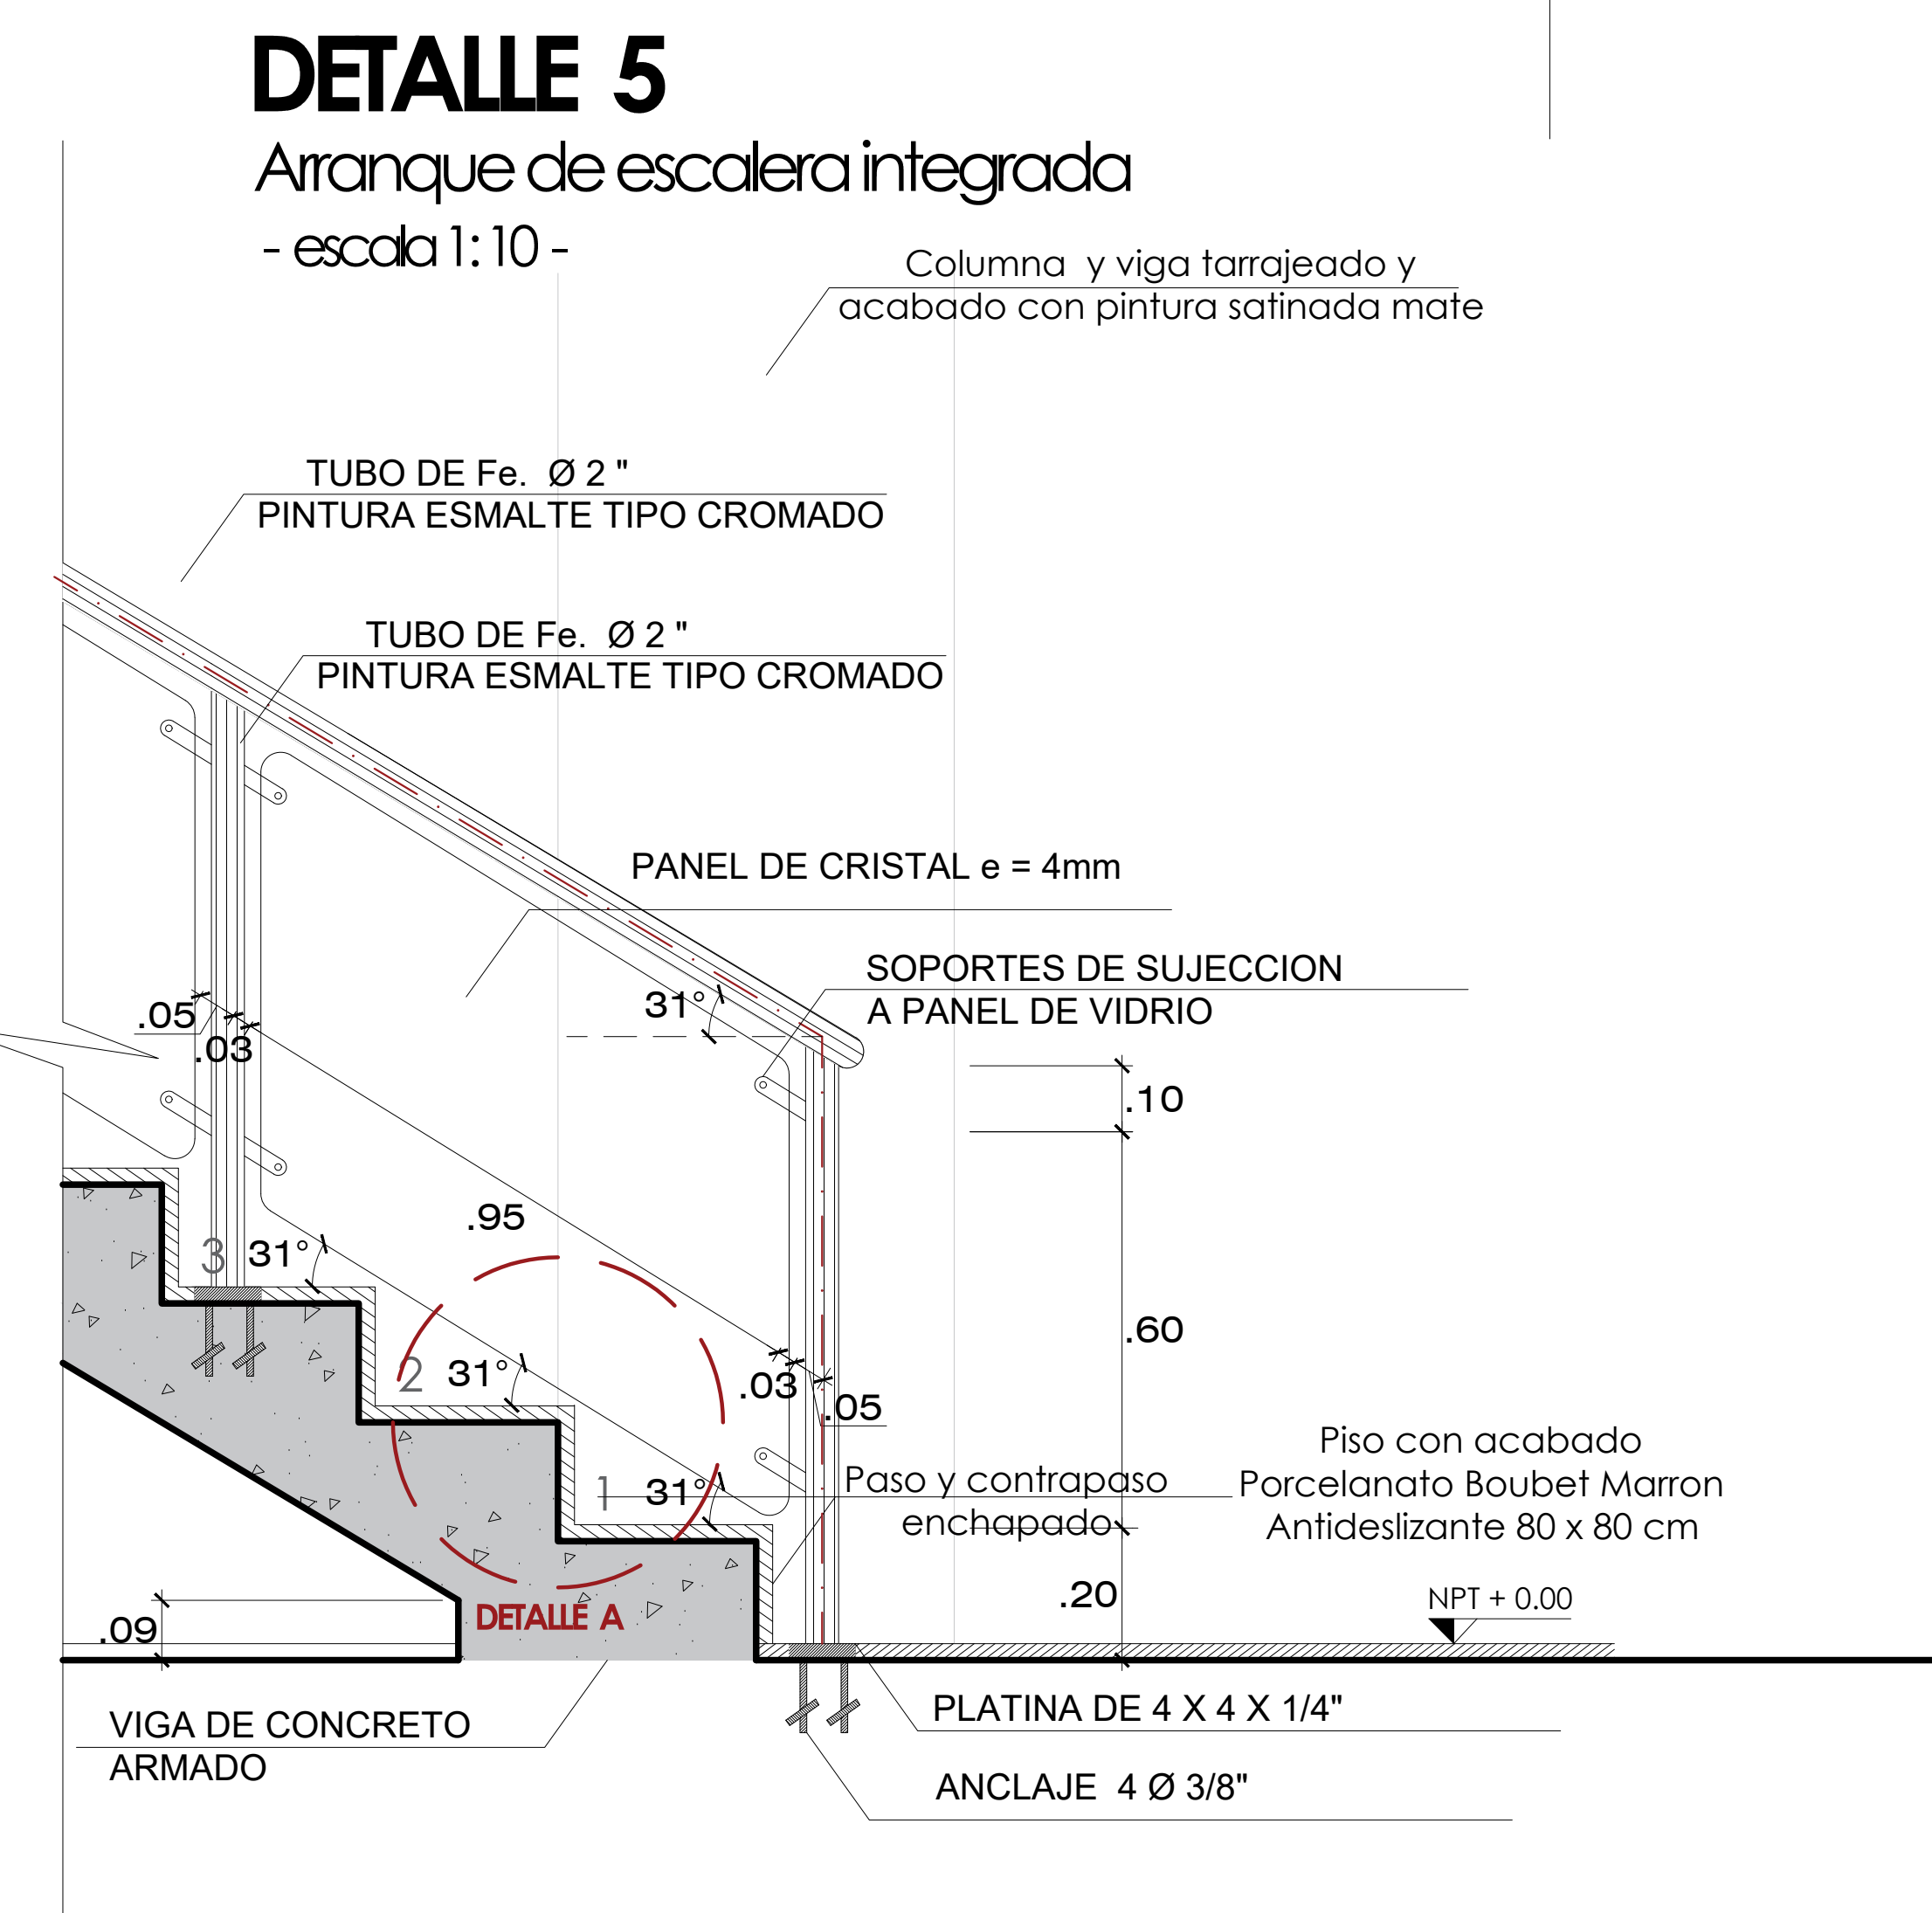 DETALLE 5
Arranque de escalera integrada
- escala 1:10 -
Columna y viga tarrajeado y
acabado con pintura satinada mate
TUBO DE Fe. Ø 2 "
PINTURA ESMALTE TIPO CROMADO
TUBO DE Fe. Ø 2 "
PINTURA ESMALTE TIPO CROMADO
PANEL DE CRISTAL e = 4mm
SOPORTES DE SUJECCION
A PANEL DE VIDRIO
31°
.05
.03
.10
.95
3
31°
.60
2
31°
.03
.05
1
31°
Paso y contrapaso
enchapado
Piso con acabado
Porcelanato Boubet Marron
Antideslizante 80 x 80 cm
.20
NPT + 0.00
DETALLE A
.09
VIGA DE CONCRETO
ARMADO
PLATINA DE 4 X 4 X 1/4"
ANCLAJE 4 Ø 3/8"